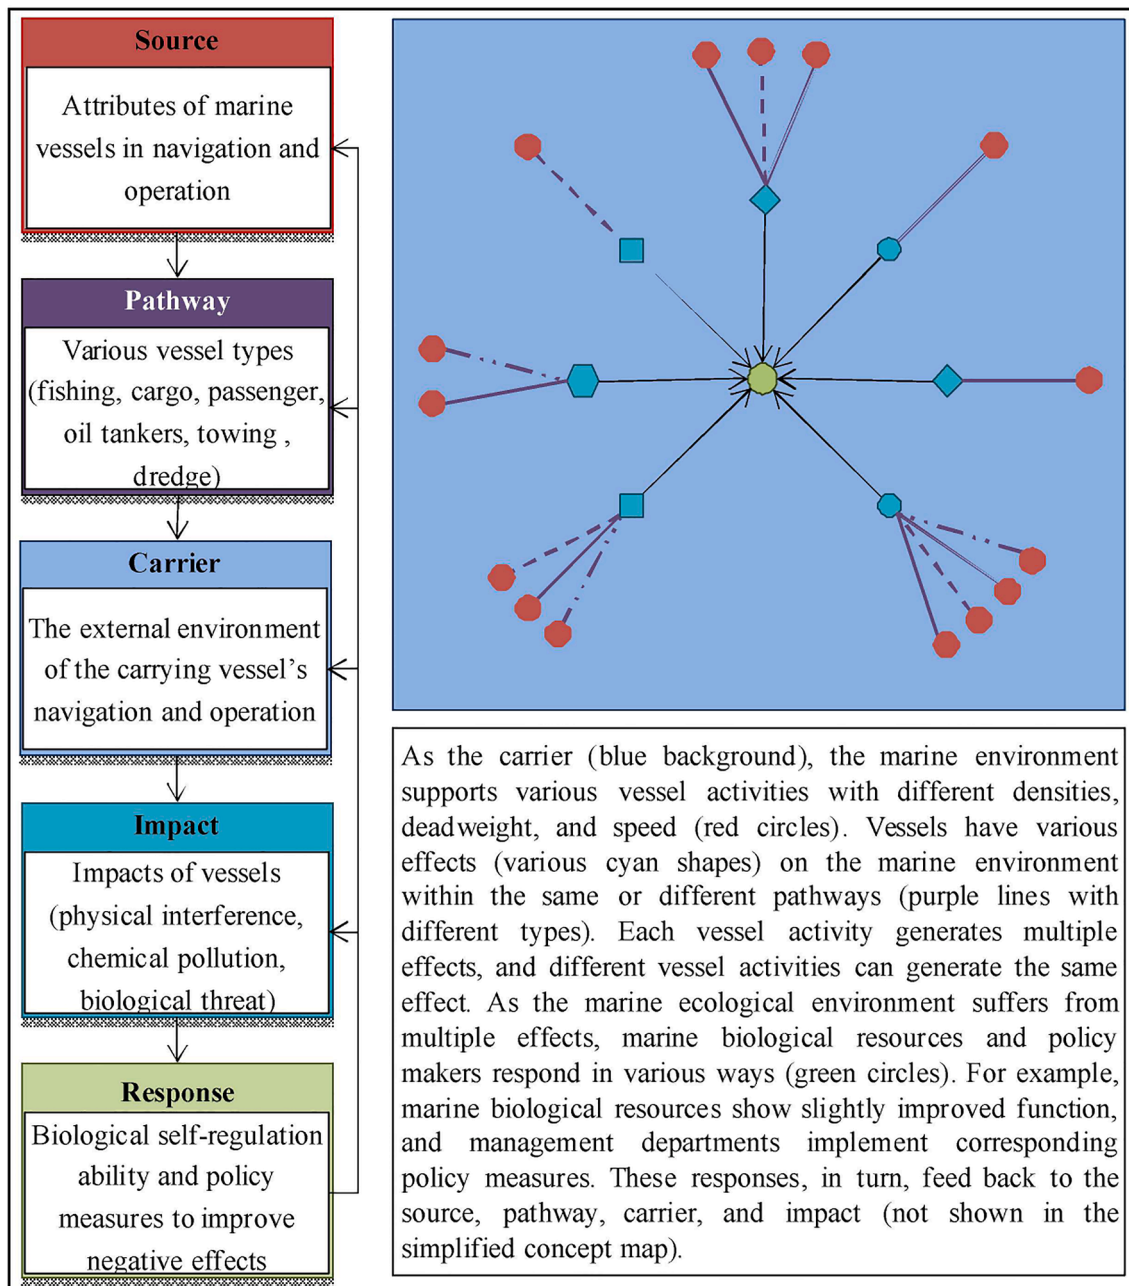 Source
Attributes of marine
vessels in navigation and
operation
Pathway
Various vessel types
(fishing, cargo, passenger,
oil tankers, towing ,
dredge)
Carrier
The external environment
of the carrying vessel's
navigation and operation
Impact
Impacts of vessels
(physical interference,
chemical pollution,
biological threat)
Response
Biological self-regulation
ability and policy
measures to improve
negative effects
As the carrier (blue background), the marine environment
supports various vessel activities with different densities,
deadweight, and speed (red circles). Vessels have various
effects (various cyan shapes) on the marine environment
within the same or different pathways (purple lines with
different types). Each vessel activity generates multiple
effects, and different vessel activities can generate the same
effect. As the marine ecological environment suffers from
multiple effects, marine biological resources and policy
makers respond in various ways (green circles). For example,
marine biological resources show slightly improved function,
and management departments implement corresponding
policy measures. These responses, in turn, feed back to the
source, pathway, carrier, and impact (not shown in the
simplified concept map).